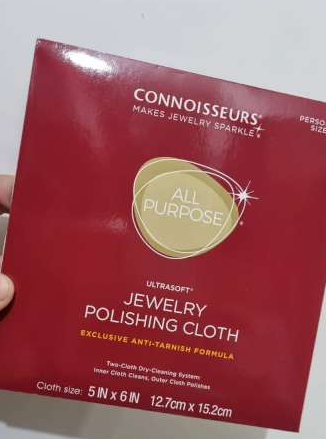 CONNOISSEURS®
MAKES JEWELRY SPARKLE
PERSO
SIZE
ALL
PURPOSE
ULTRASOFT®
JEWELRY
POLISHING CLOTH
EXCLUSIVE ANTI-TARNISH FORMULA
Two-Cloth Dry-Cleaning System:
Inner Cloth Cleans, Outer Cloth Polishes
Cloth size: 5 IN x 6 IN 12.7cm x 15.2cm